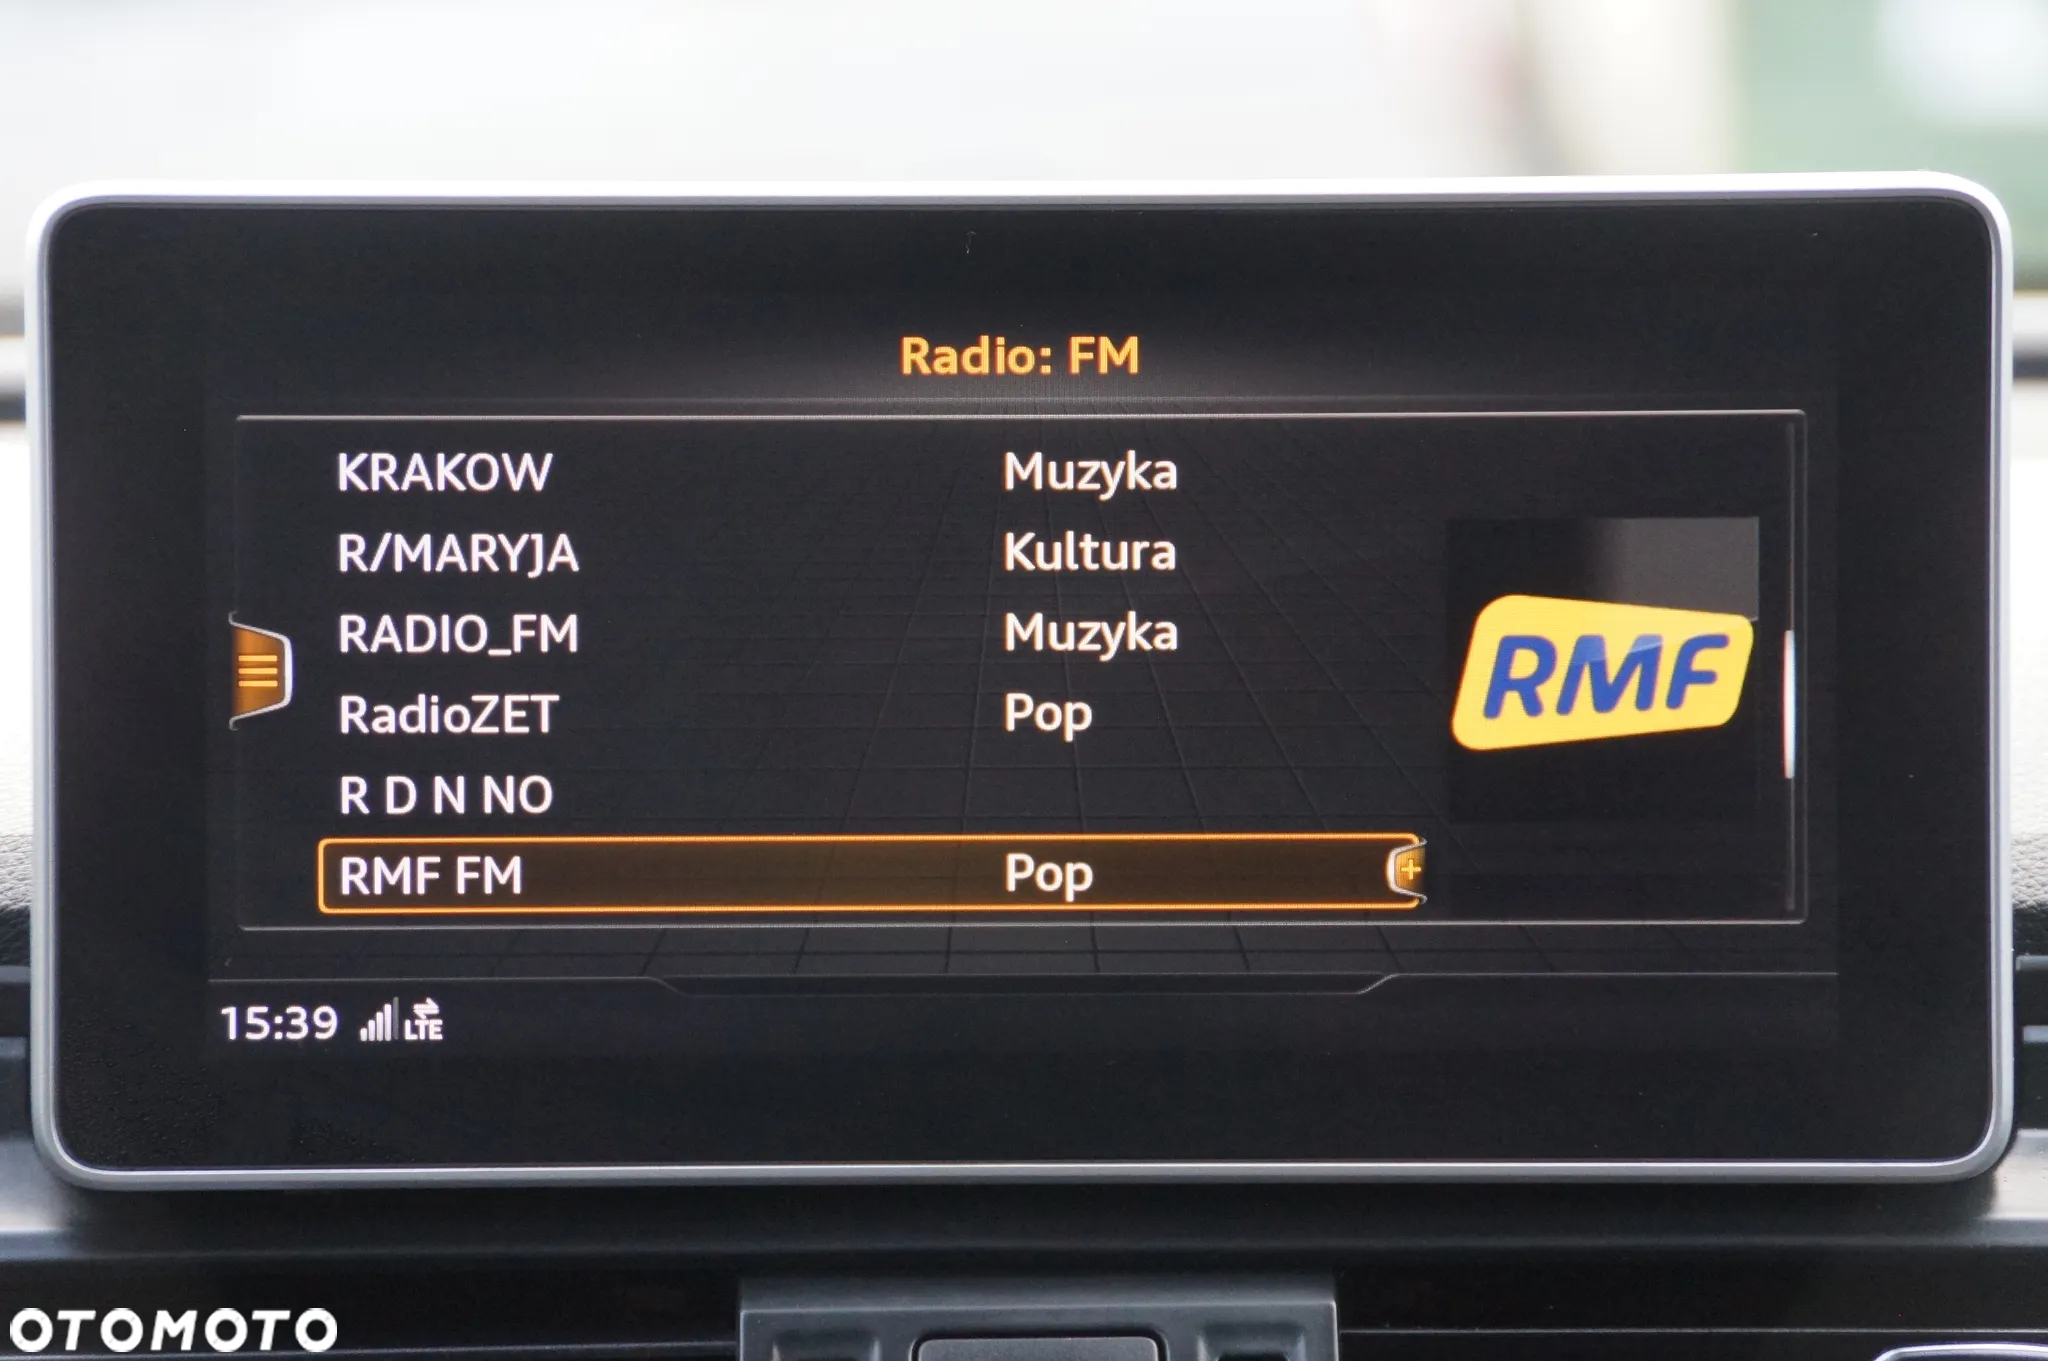 Radio: FM
KRAKOW Muzyka
R/MARYJA Kultura
RADIO_FM Muzyka
RadioZET Pop
R D N NO
RMF FM Pop
RMF
15:39 LTE
OTOMOTO